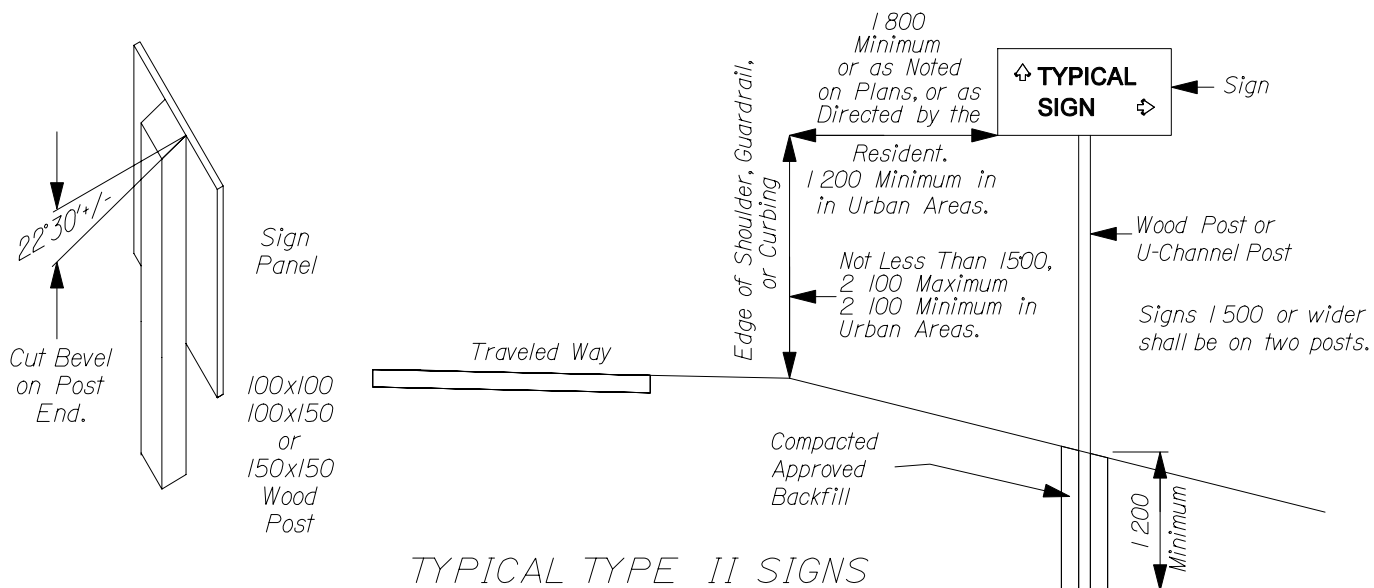 22°30'+/-
Cut Bevel
on Post
End.
Sign
Panel
100x100
100x150
or
150x150
Wood
Post
Traveled Way
Edge of Shoulder, Guardrail,
or Curbing
1 800
Minimum
or as Noted
on Plans, or as
Directed by the
Resident.
1 200 Minimum in
in Urban Areas.
Not Less Than 1500,
2 100 Maximum
2 100 Minimum in
Urban Areas.
TYPICAL
SIGN
Sign
Wood Post or
U-Channel Post
Signs 1 500 or wider
shall be on two posts.
Compacted
Approved
Backfill
1 200
Minimum
TYPICAL TYPE II SIGNS